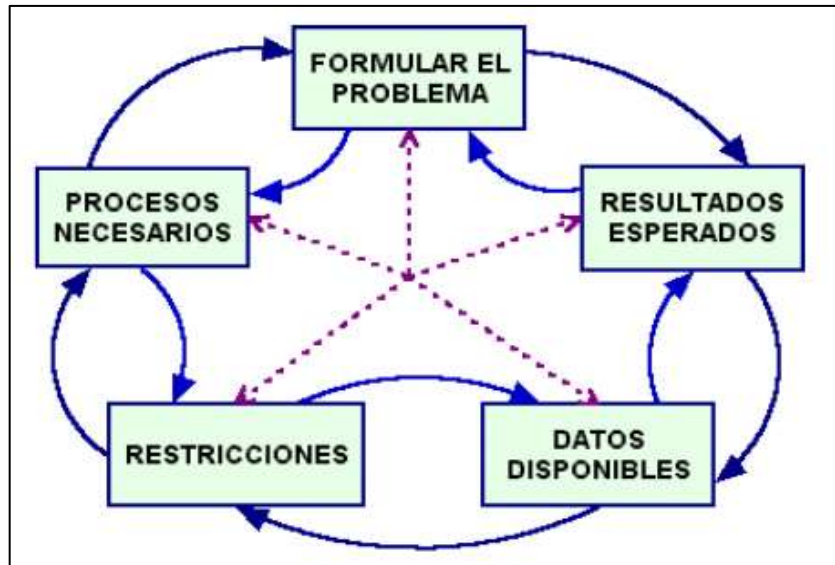 FORMULAR EL
PROBLEMA
PROCESOS
NECESARIOS
RESULTADOS
ESPERADOS
RESTRICCIONES
DATOS
DISPONIBLES